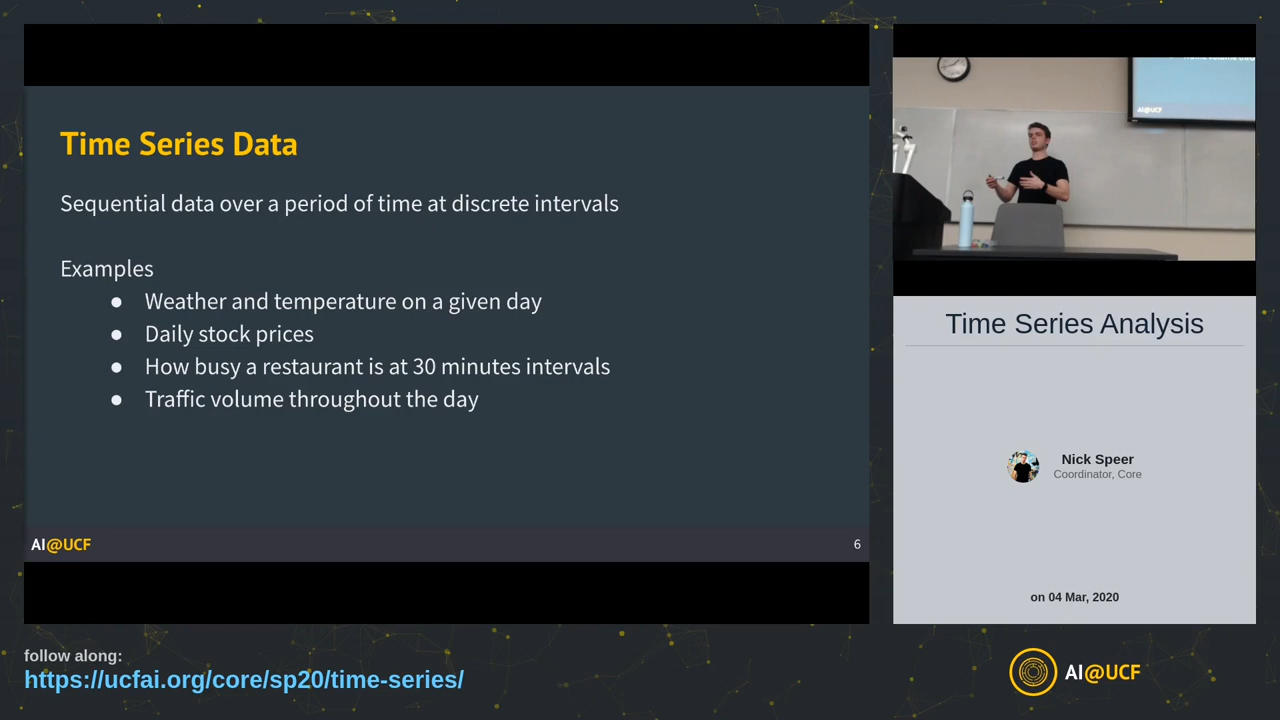 Time Series Data
Sequential data over a period of time at discrete intervals
Examples
● Weather and temperature on a given day
● Daily stock prices
● How busy a restaurant is at 30 minutes intervals
● Traffic volume throughout the day
AI@UCF
6
AI@UCF
Time Series Analysis
Nick Speer
Coordinator, Core
on 04 Mar, 2020
follow along:
https://ucfai.org/core/sp20/time-series/
AI@UCF